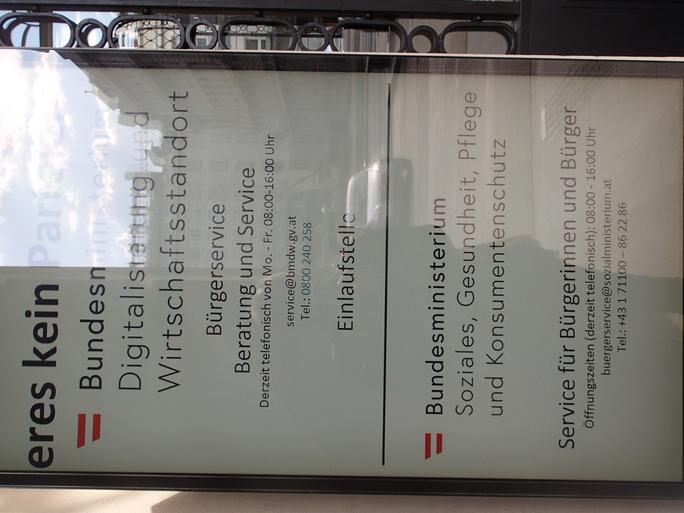 eres kein
Bundesm
Digitalisierung und
Wirtschaftsstandort
Bürgerservice
Beratung und Service
Derzeit telefonisch von Mo. - Fr. 08:00-16:00 Uhr
service@bmdw.gv.at
Tel.: 0800 240 258
Einlaufstelle
Bundesministerium
Soziales, Gesundheit, Pflege
und Konsumentenschutz
Service für Bürgerinnen und Bürger
Öffnungszeiten (derzeit telefonisch): 08:00 - 16:00 Uhr
buergerservice@sozialministerium.at
Tel.: +43 1 71100 – 86 22 86